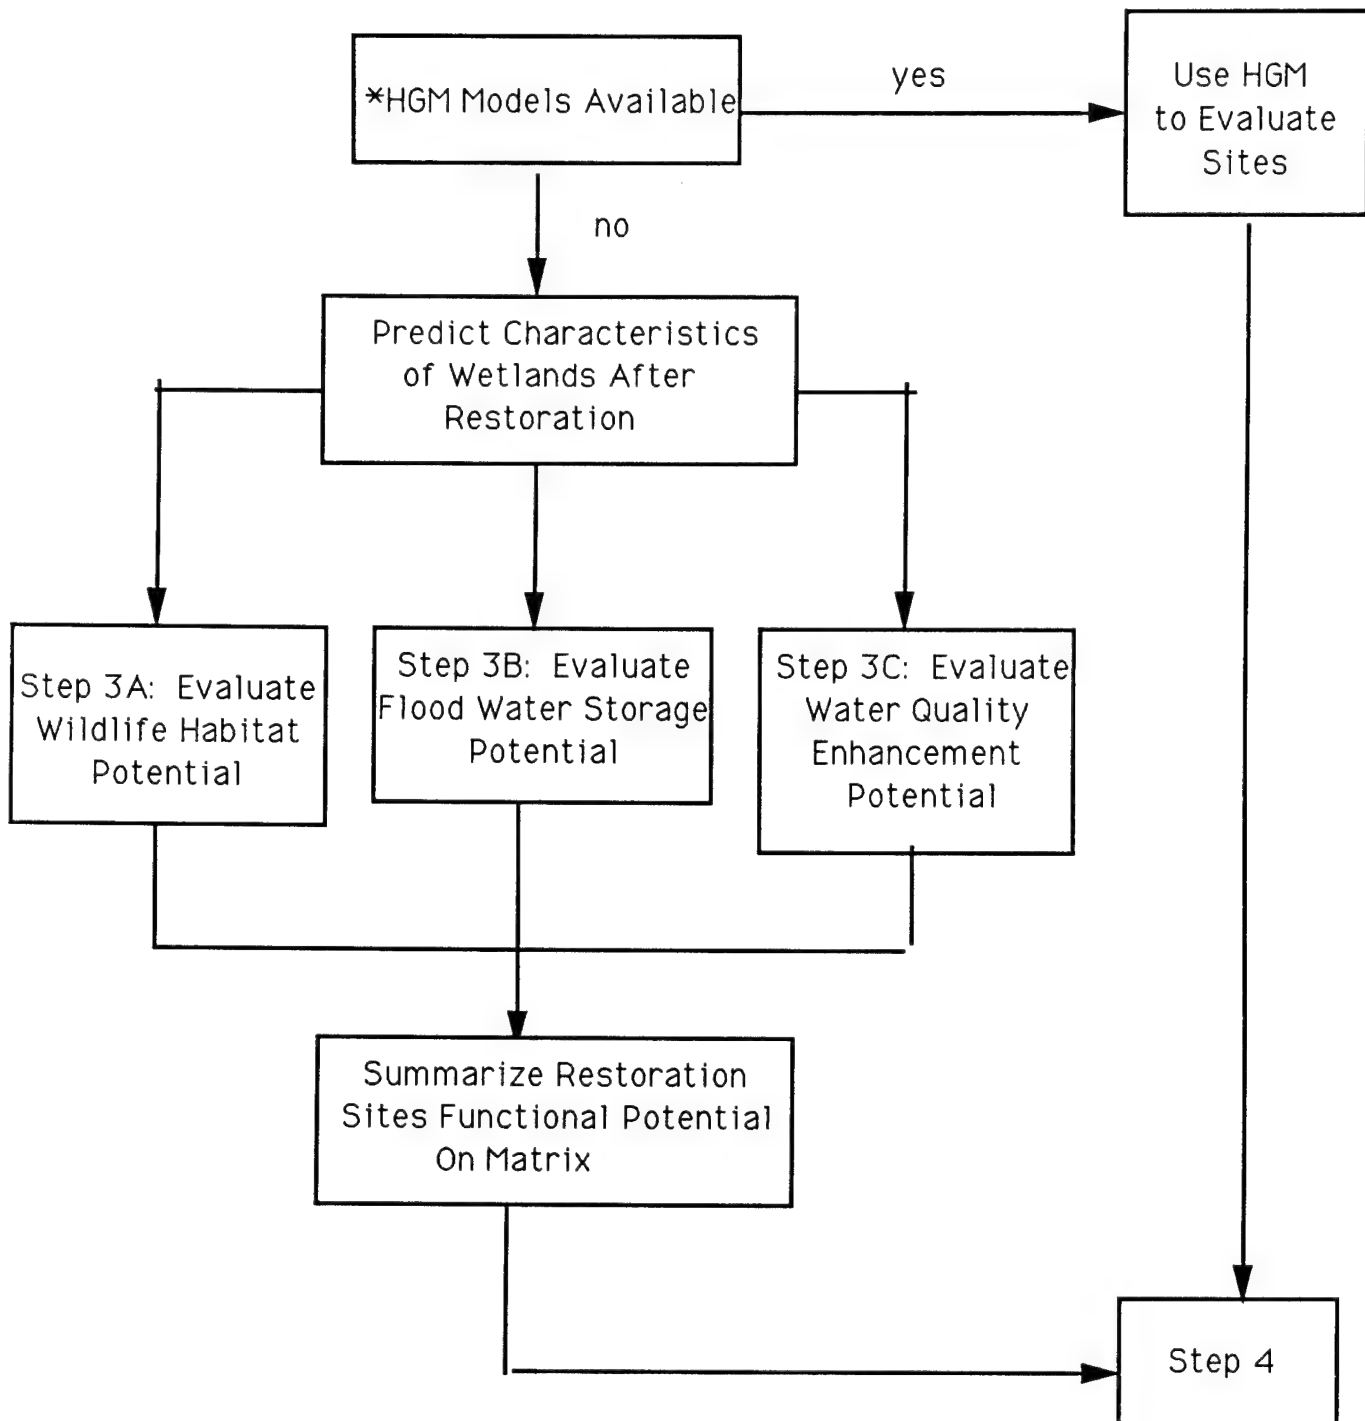 *HGM Models Available
yes
Use HGM
to Evaluate
Sites
no
Predict Characteristics
of Wetlands After
Restoration
Step 3A: Evaluate
Wildlife Habitat
Potential
Step 3B: Evaluate
Flood Water Storage
Potential
Step 3C: Evaluate
Water Quality
Enhancement
Potential
Summarize Restoration
Sites Functional Potential
On Matrix
Step 4